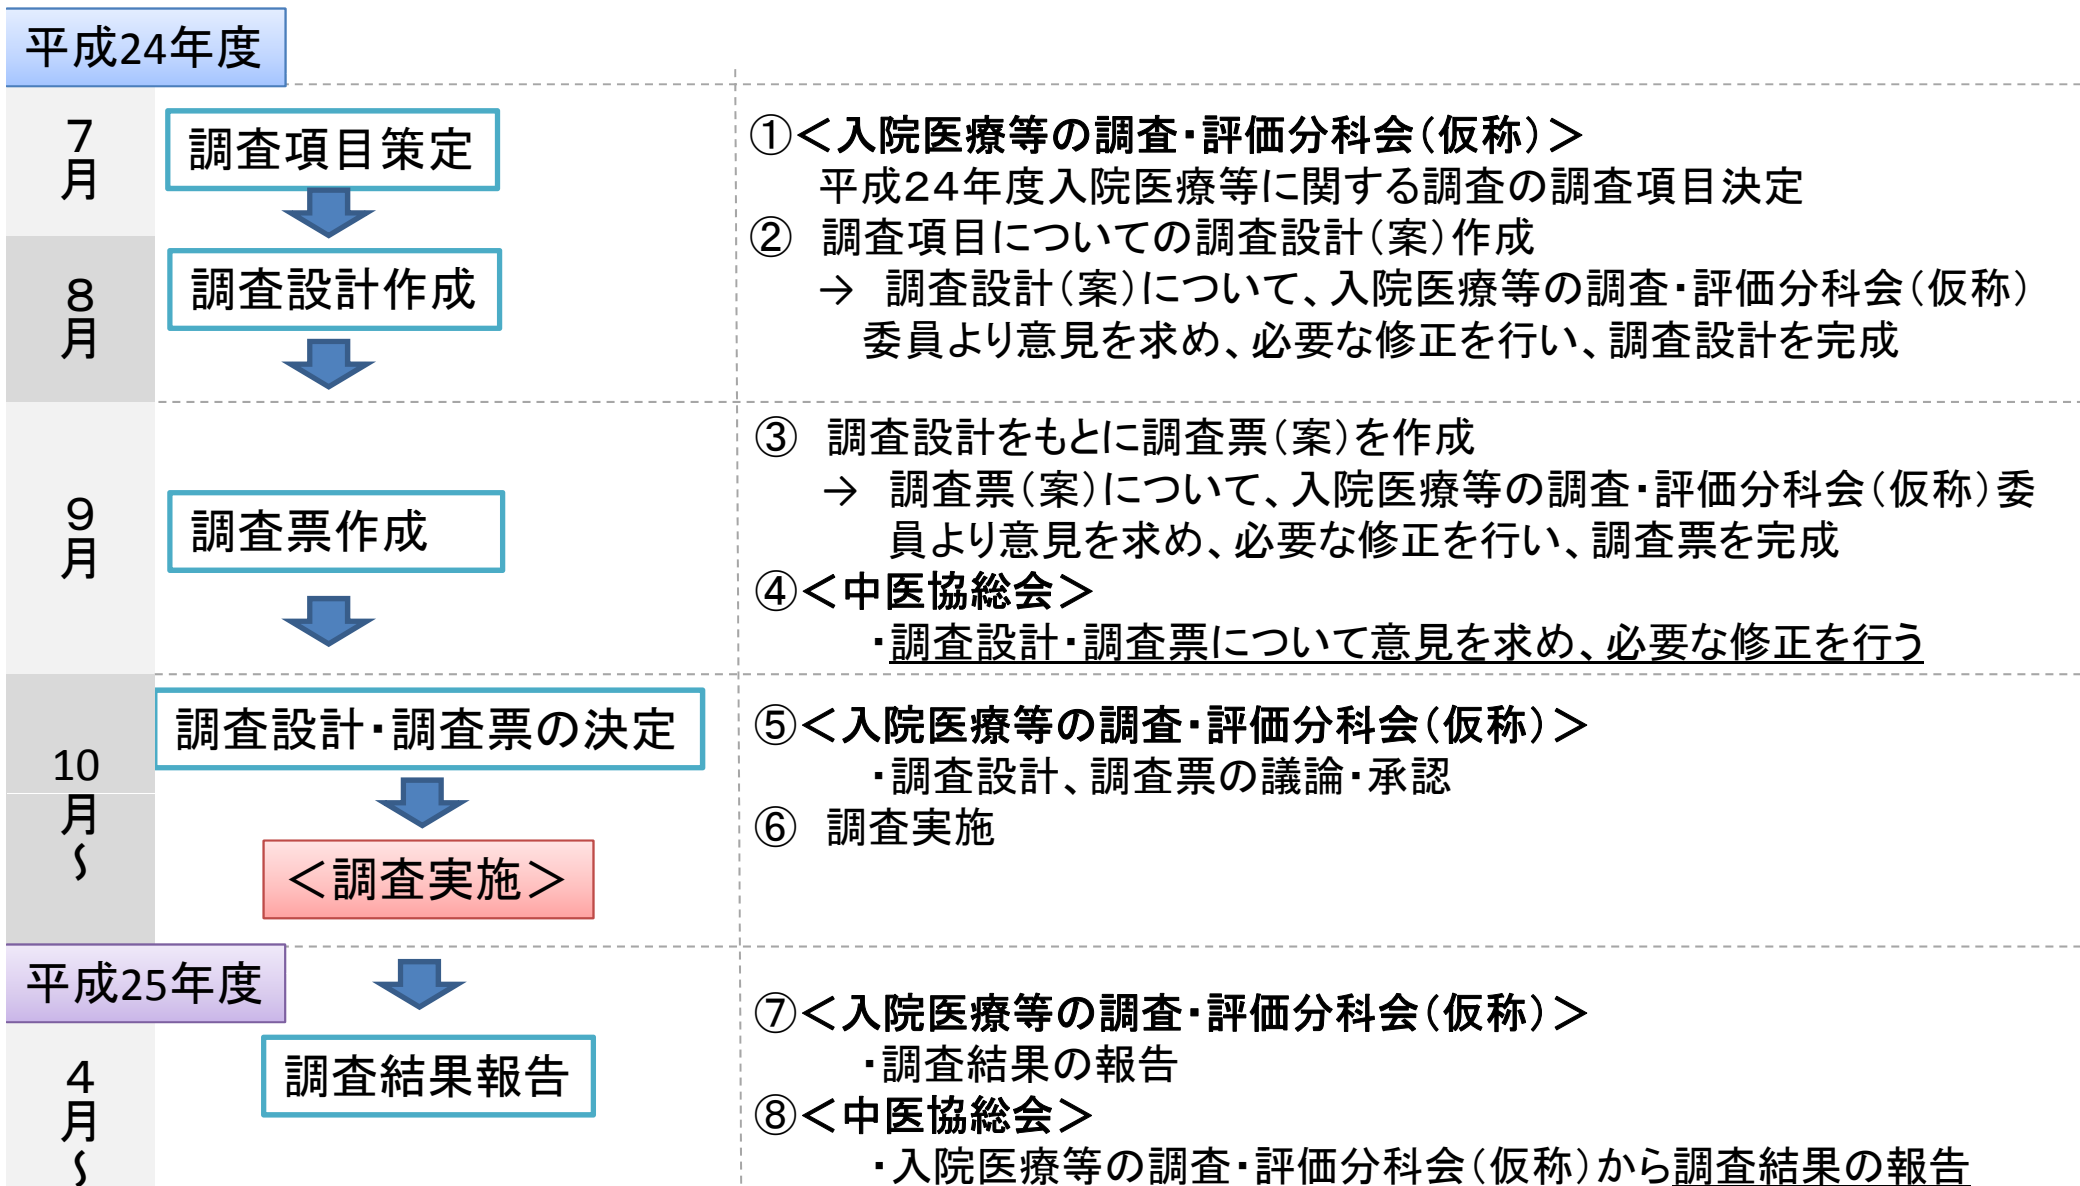 平成24年度
7月
調査項目策定
①＜入院医療等の調査・評価分科会（仮称）＞
平成２４年度入院医療等に関する調査の調査項目決定
8月
調査設計作成
②　調査項目についての調査設計（案）作成
→　調査設計（案）について、入院医療等の調査・評価分科会（仮称）
委員より意見を求め、必要な修正を行い、調査設計を完成
9月
調査票作成
③　調査設計をもとに調査票（案）を作成
→　調査票（案）について、入院医療等の調査・評価分科会（仮称）委
員より意見を求め、必要な修正を行い、調査票を完成
④＜中医協総会＞
・調査設計・調査票について意見を求め、必要な修正を行う
10月～
調査設計・調査票の決定
＜調査実施＞
⑤＜入院医療等の調査・評価分科会（仮称）＞
・調査設計、調査票の議論・承認
⑥　調査実施
平成25年度
4月～
調査結果報告
⑦＜入院医療等の調査・評価分科会（仮称）＞
・調査結果の報告
⑧＜中医協総会＞
・入院医療等の調査・評価分科会（仮称）から調査結果の報告